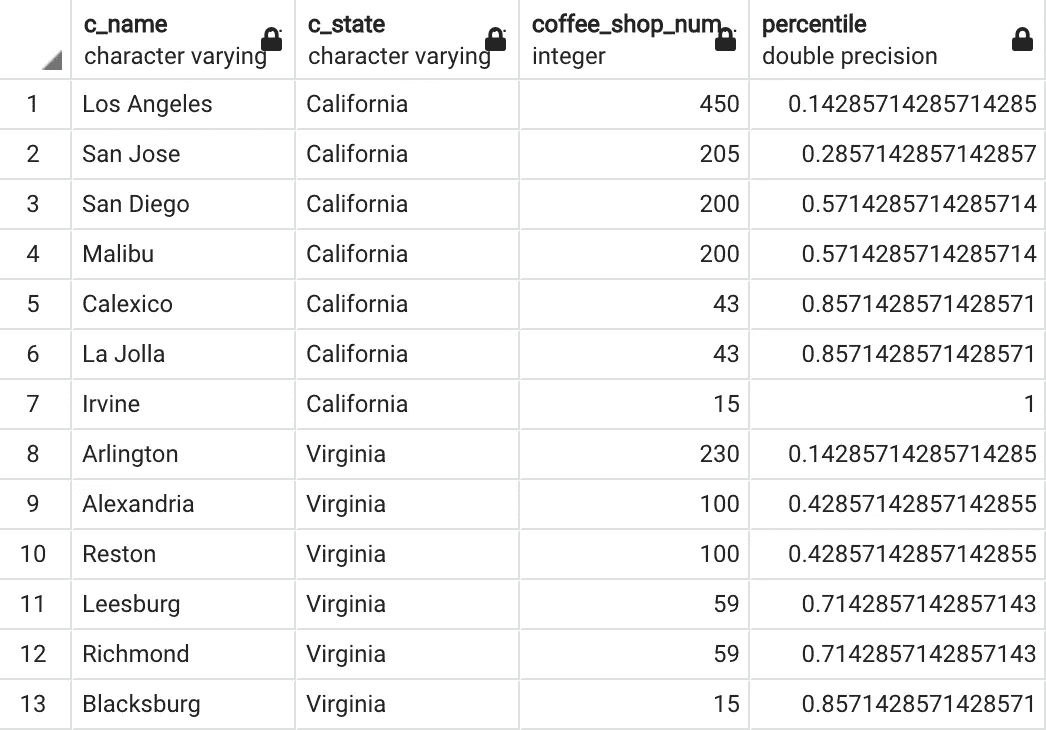 c_name c_state coffee_shop_num percentile
character varying character varying integer double precision
1 Los Angeles California 450 0.14285714285714285
2 San Jose California 205 0.2857142857142857
3 San Diego California 200 0.5714285714285714
4 Malibu California 200 0.5714285714285714
5 Calexico California 43 0.8571428571428571
6 La Jolla California 43 0.8571428571428571
7 Irvine California 15 1
8 Arlington Virginia 230 0.14285714285714285
9 Alexandria Virginia 100 0.42857142857142855
10 Reston Virginia 100 0.42857142857142855
11 Leesburg Virginia 59 0.7142857142857143
12 Richmond Virginia 59 0.7142857142857143
13 Blacksburg Virginia 15 0.8571428571428571